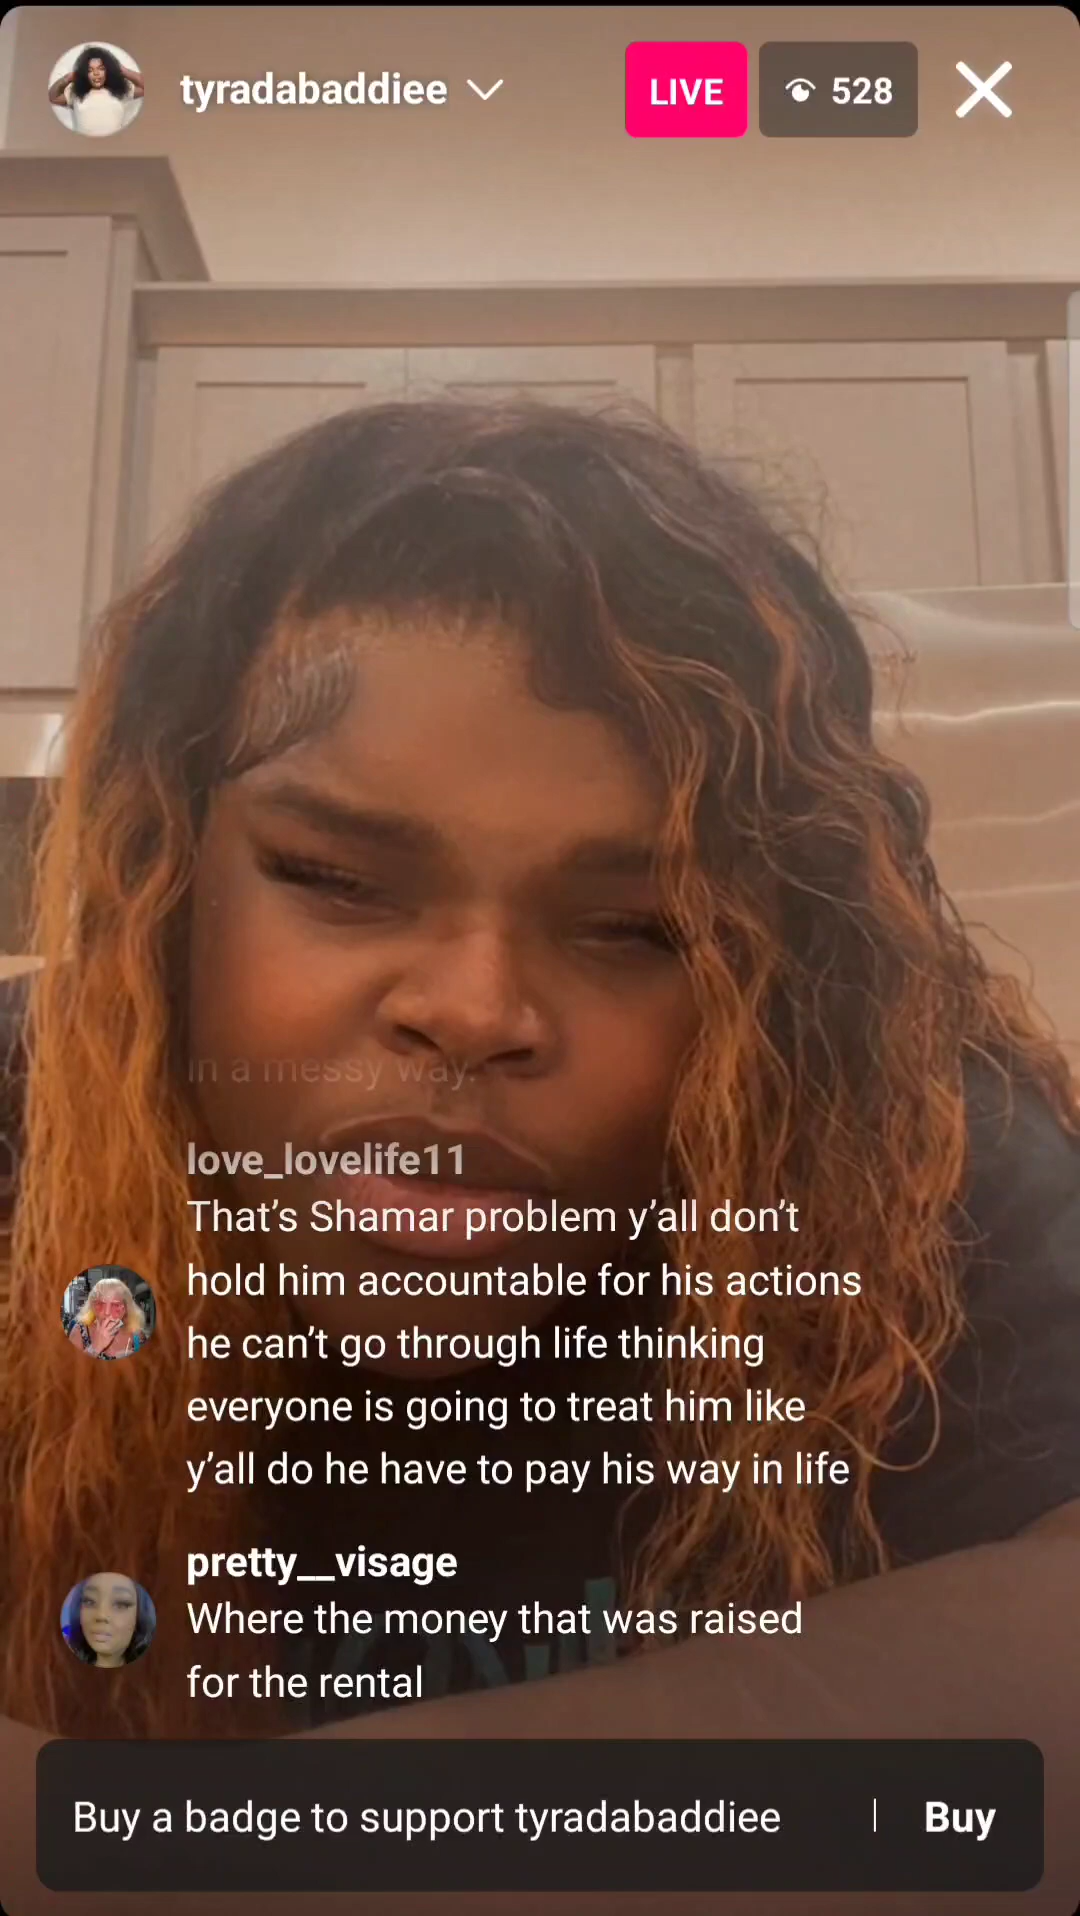 tyradabaddiee
LIVE
528
in a messy way.
love_lovelife11
That's Shamar problem y'all don't
hold him accountable for his actions
he can't go through life thinking
everyone is going to treat him like
y'all do he have to pay his way in life
pretty__visage
Where the money that was raised
for the rental
Buy a badge to support tyradabaddiee | Buy